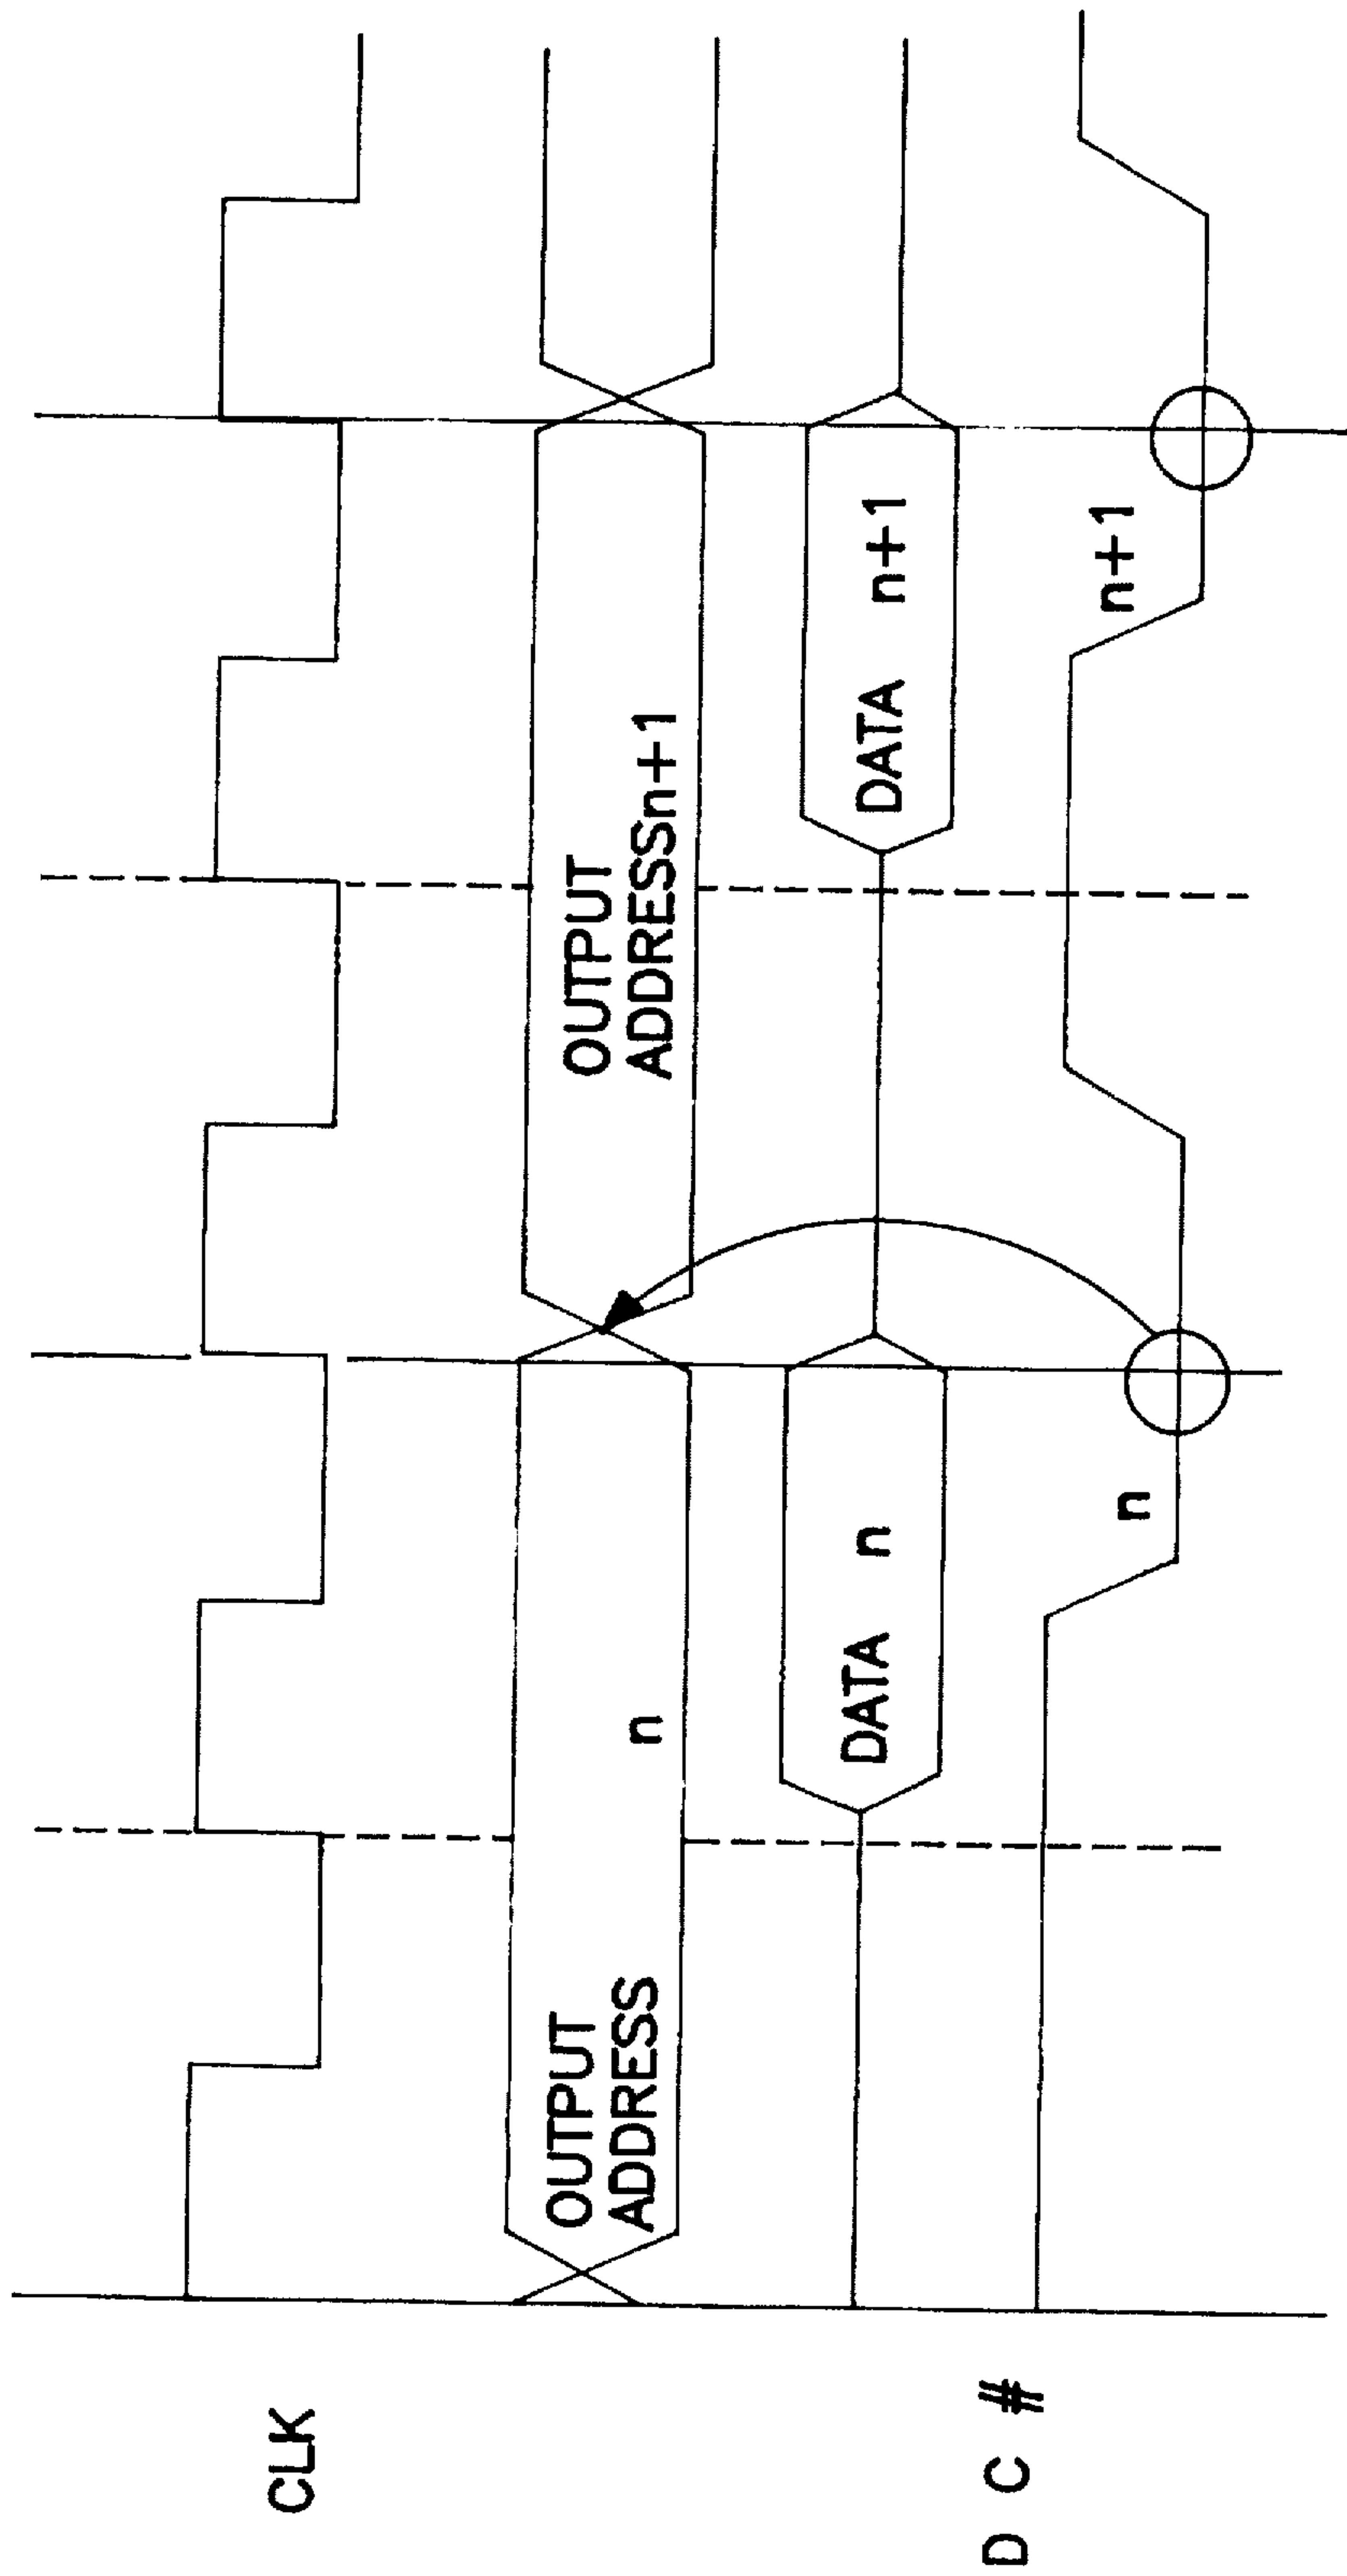 CLK
OUTPUT
ADDRESS n
OUTPUT
ADDRESSn+1
DATA n
DATA n+1
D C #
n
n+1